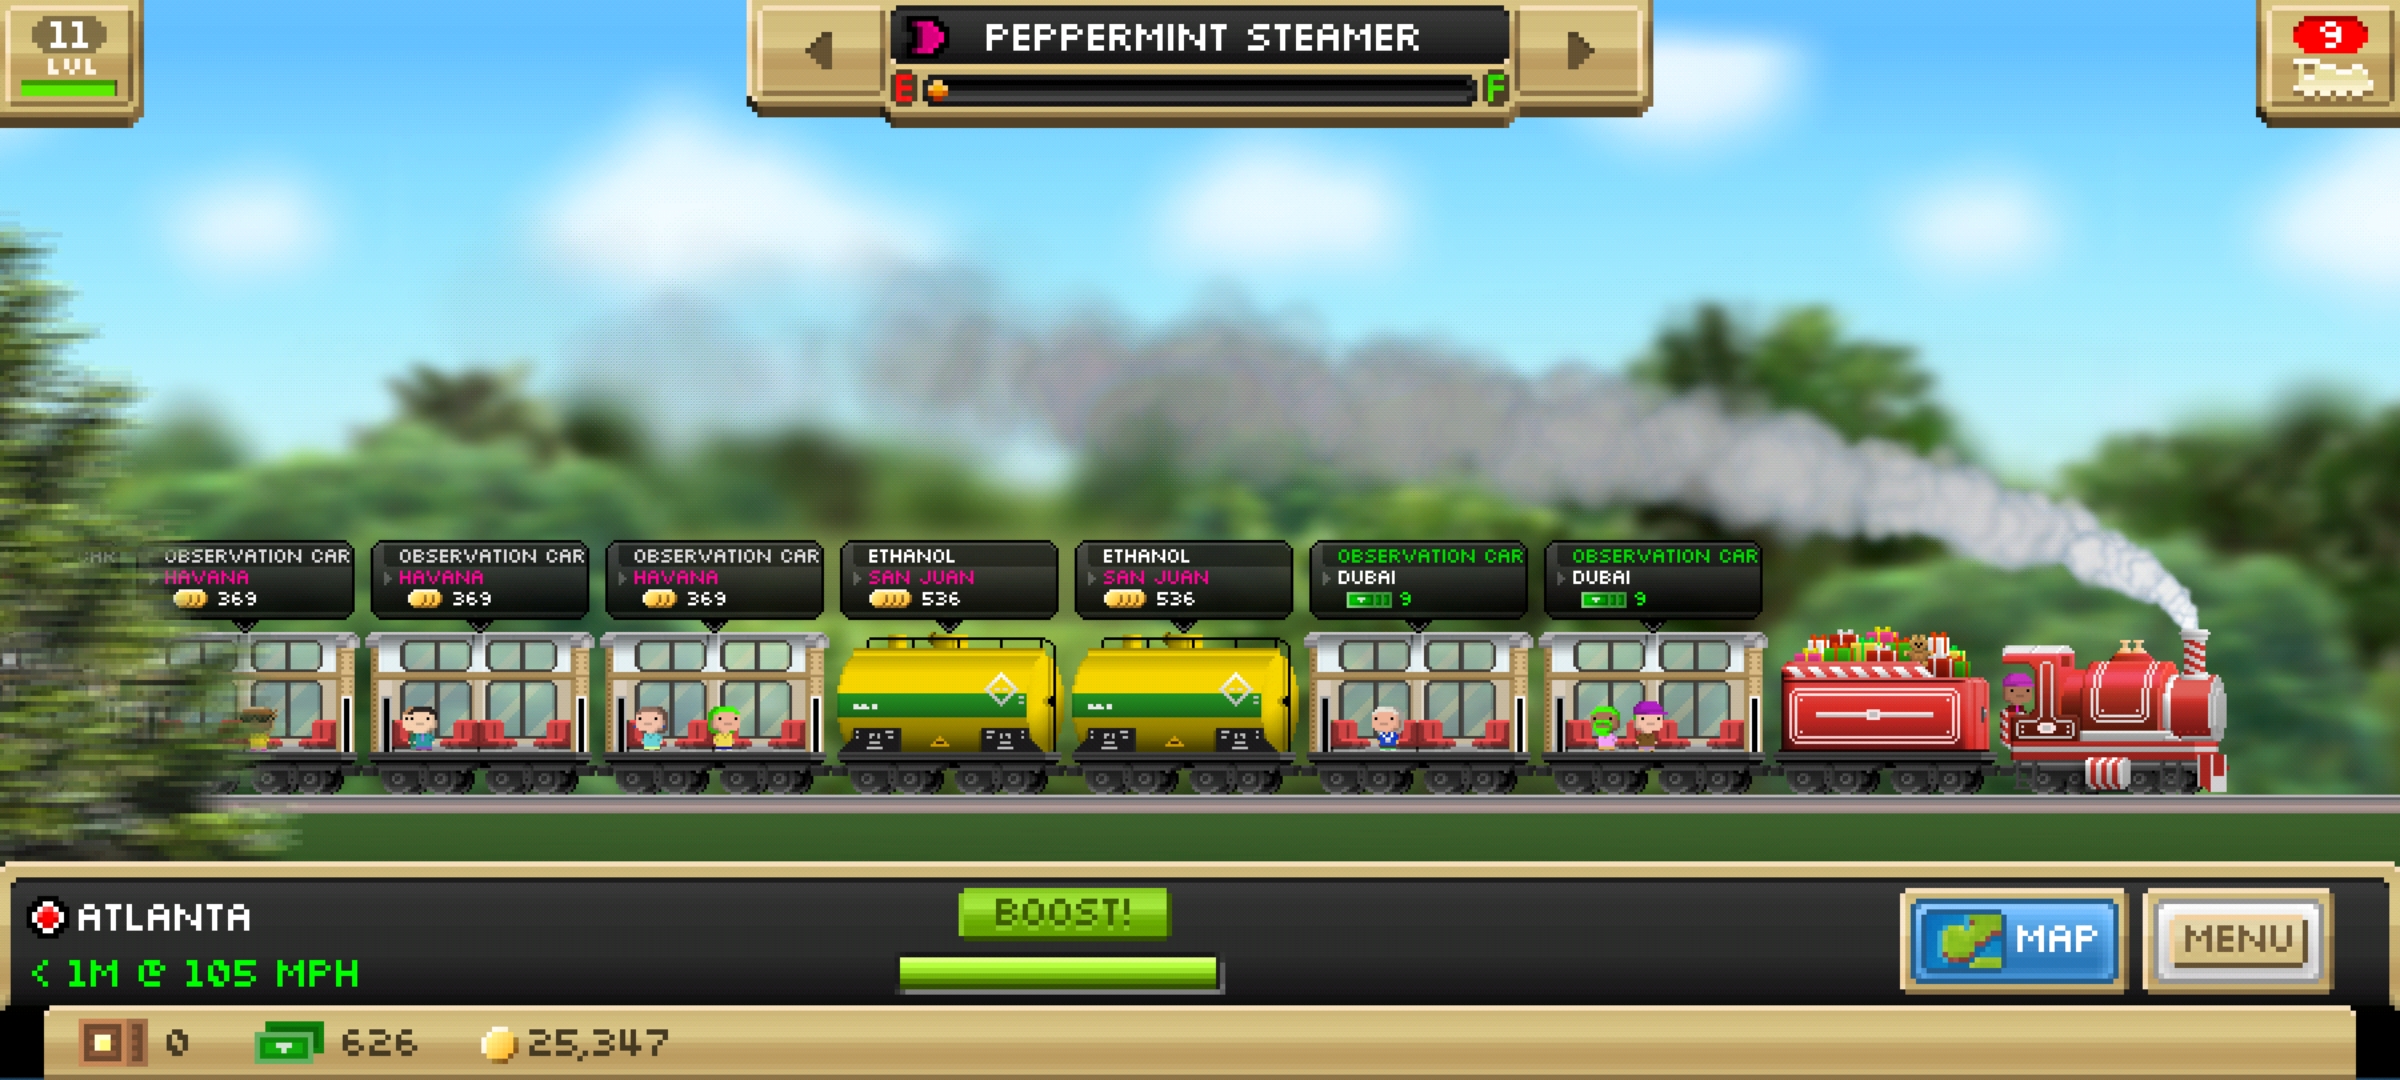 11
LVL
PEPPERMINT STEAMER
E F
9
CAR
OBSERVATION CAR
HAVANA
369
OBSERVATION CAR
HAVANA
369
OBSERVATION CAR
HAVANA
369
ETHANOL
SAN JUAN
536
ETHANOL
SAN JUAN
536
OBSERVATION CAR
DUBAI
9
OBSERVATION CAR
DUBAI
9
ATLANTA
< 1M @ 105 MPH
BOOST!
MAP
MENU
0
626
25,347